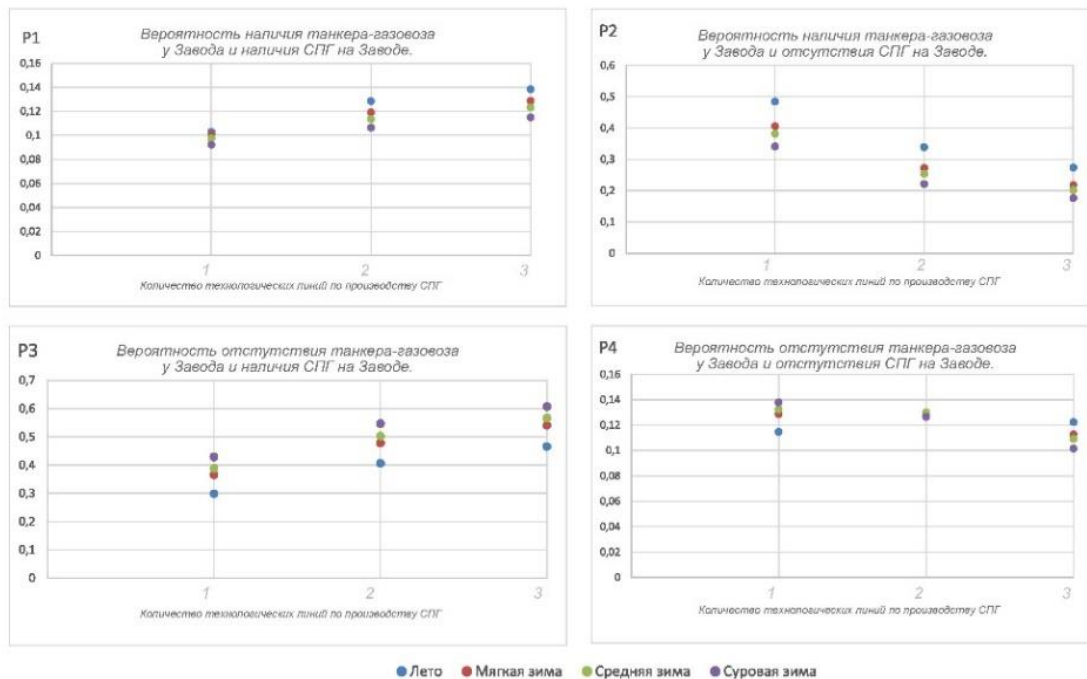 P1
Вероятность наличия танкера-газовоза
у Завода и наличия СПГ на Заводе.
0,16
0,14
0,12
0,1
0,08
0,06
0,04
0,02
0
1 2 3
Количество технологических линий по производству СПГ
P2
Вероятность наличия танкера-газовоза
у Завода и отсутствия СПГ на Заводе.
0,6
0,5
0,4
0,3
0,2
0,1
0
1 2 3
Количество технологических линий по производству СПГ
P3
Вероятность отстутствия танкера-газовоза
у Завода и наличия СПГ на Заводе.
0,7
0,6
0,5
0,4
0,3
0,2
0,1
0
1 2 3
Количество технологических линий по производству СПГ
P4
Вероятность отстутствия танкера-газовоза
у Завода и отсутствия СПГ на Заводе.
0,16
0,14
0,12
0,1
0,08
0,06
0,04
0,02
0
1 2 3
Количество технологических линий по производству СПГ
Лето Мягкая зима Средняя зима Суровая зима